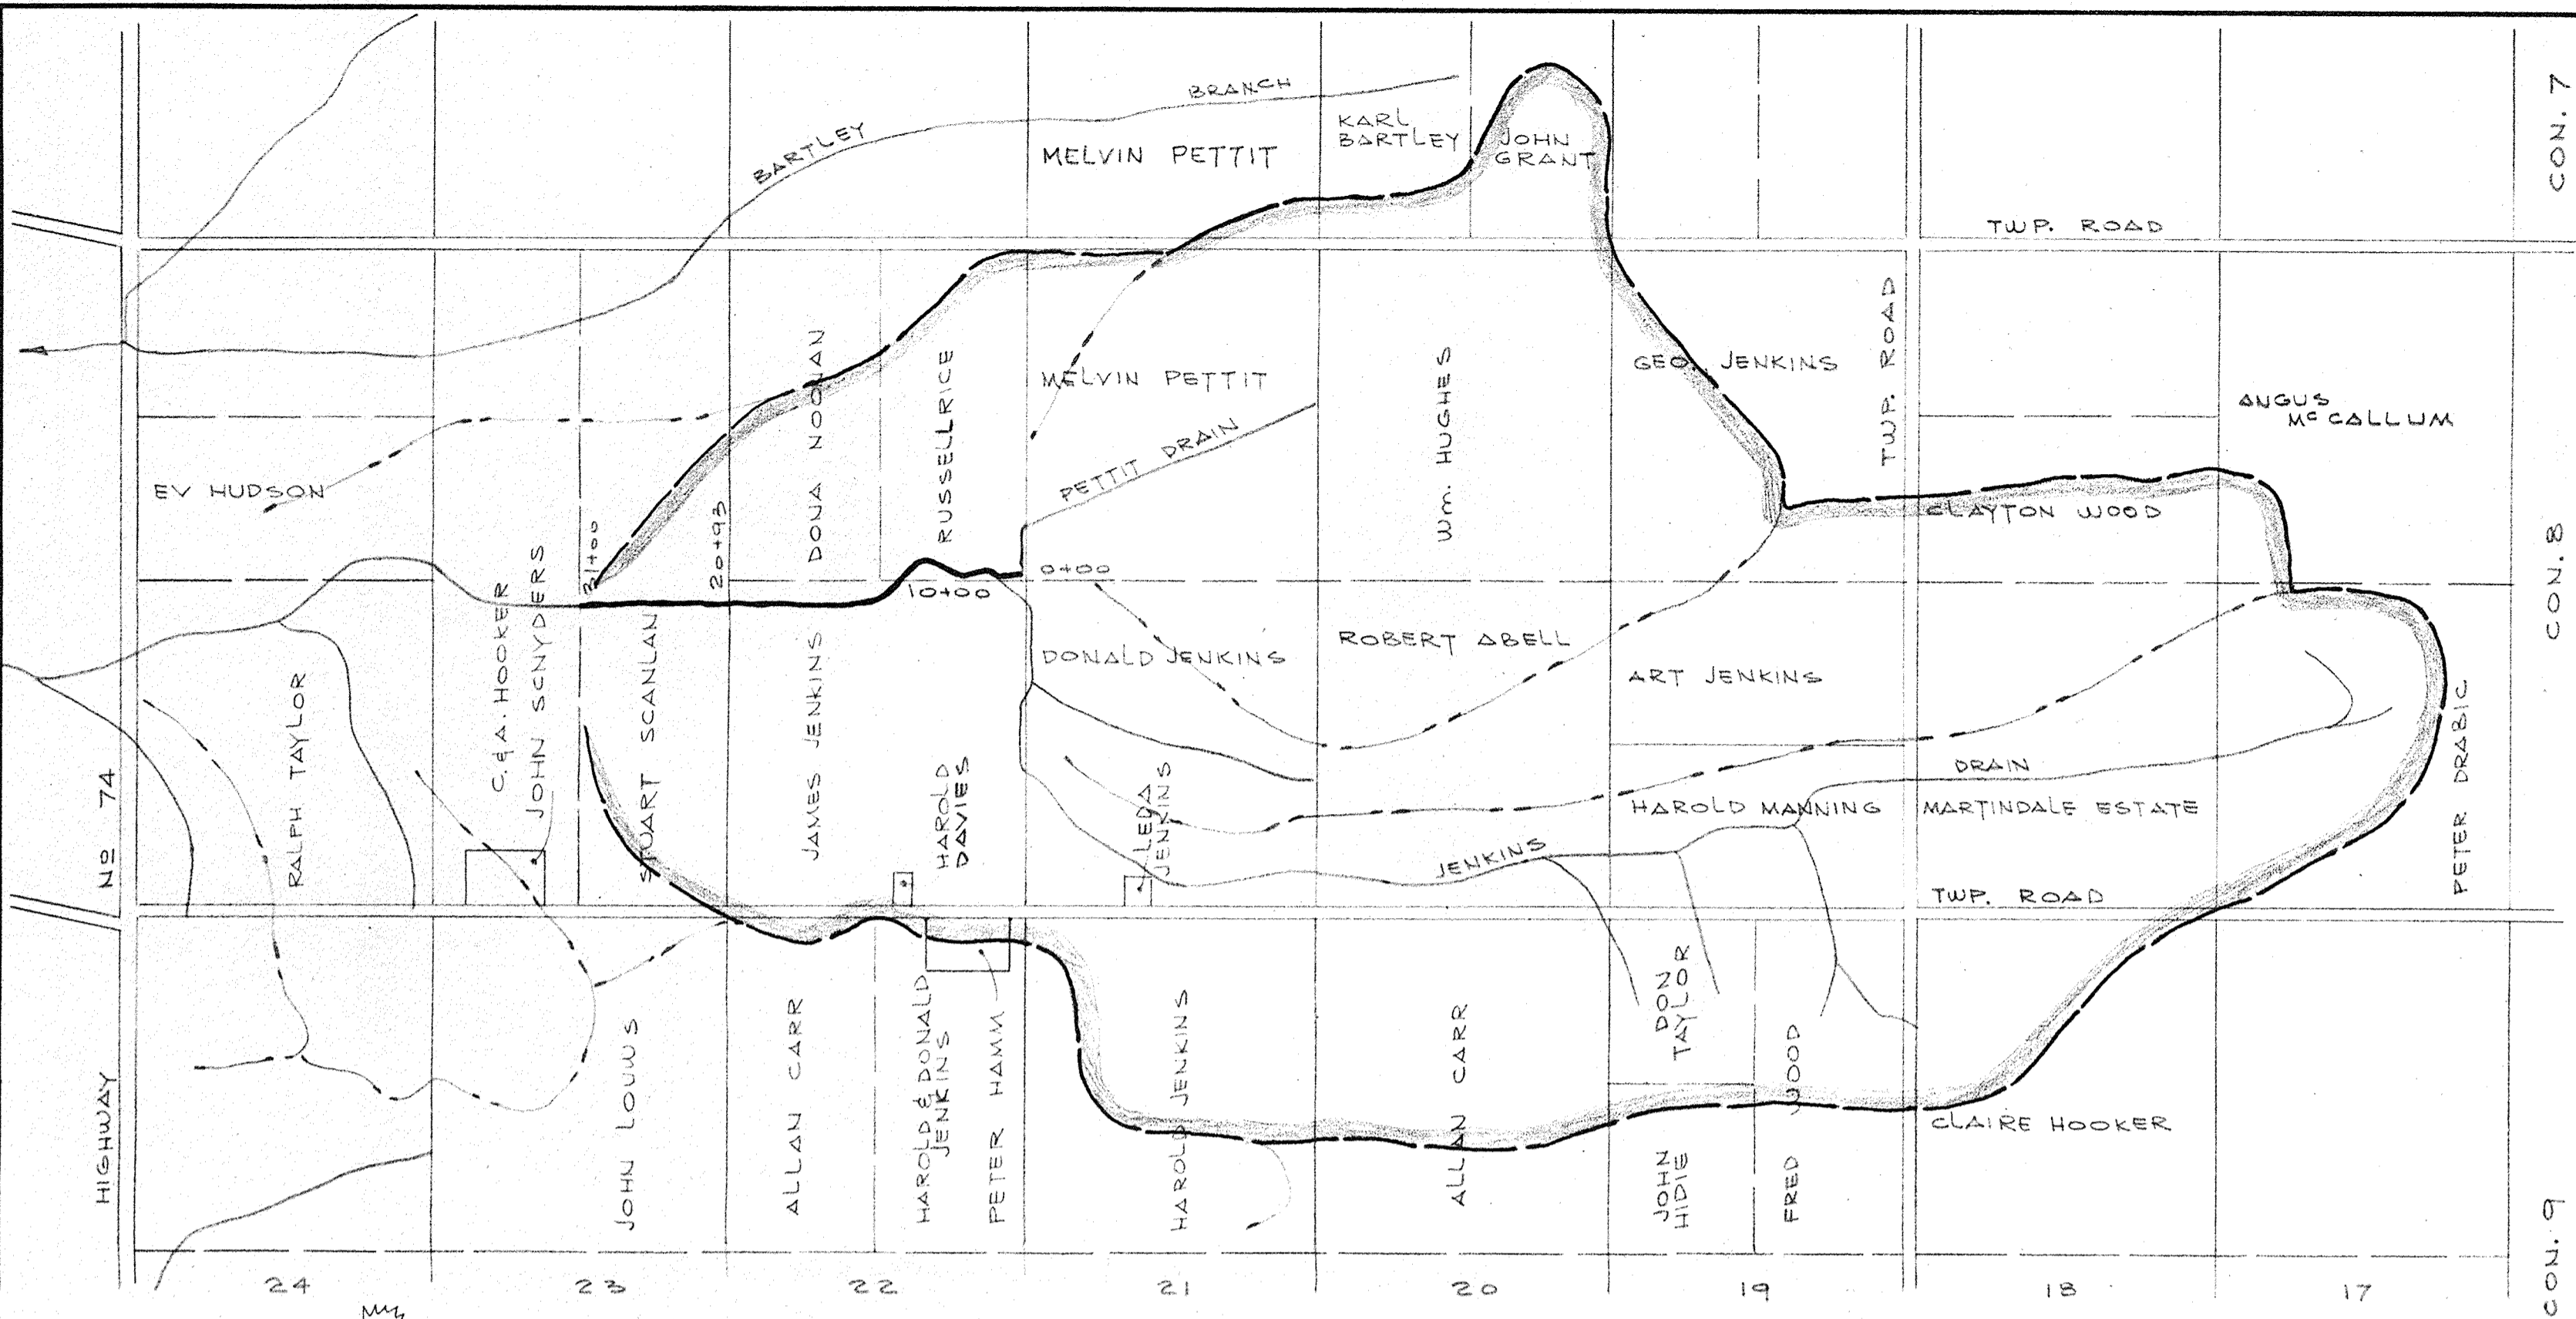 CON. 7
BRANCH
BARTLEY
MELVIN PETTIT
KARL
BARTLEY
JOHN
GRANT
TWP. ROAD
TWP. ROAD
DONA NOONAN
RUSSELL RICE
MELVIN PETTIT
PETTIT DRAIN
Wm. HUGHES
GEO. JENKINS
ANGUS
McCALLUM
EV HUDSON
CLAYTON WOOD
31+00
20+93
10+00
0+00
CON. 8
C. & A. HOOKER
JOHN SCNYDERS
STUART SCANLAN
JAMES JENKINS
DONALD JENKINS
ROBERT ABELL
ART JENKINS
RALPH TAYLOR
HAROLD
DAVIES
LEDA
JENKINS
DRAIN
HAROLD MANNING
MARTINDALE ESTATE
PETER DRABIC
JENKINS
TWP. ROAD
HIGHWAY No 74
JOHN LOUWS
ALLAN CARR
HAROLD & DONALD
JENKINS
PETER HAMM
HAROLD JENKINS
ALLAN CARR
DON
TAYLOR
JOHN
HIDIE
FRED WOOD
CLAIRE HOOKER
CON. 9
24
23
22
21
20
19
18
17